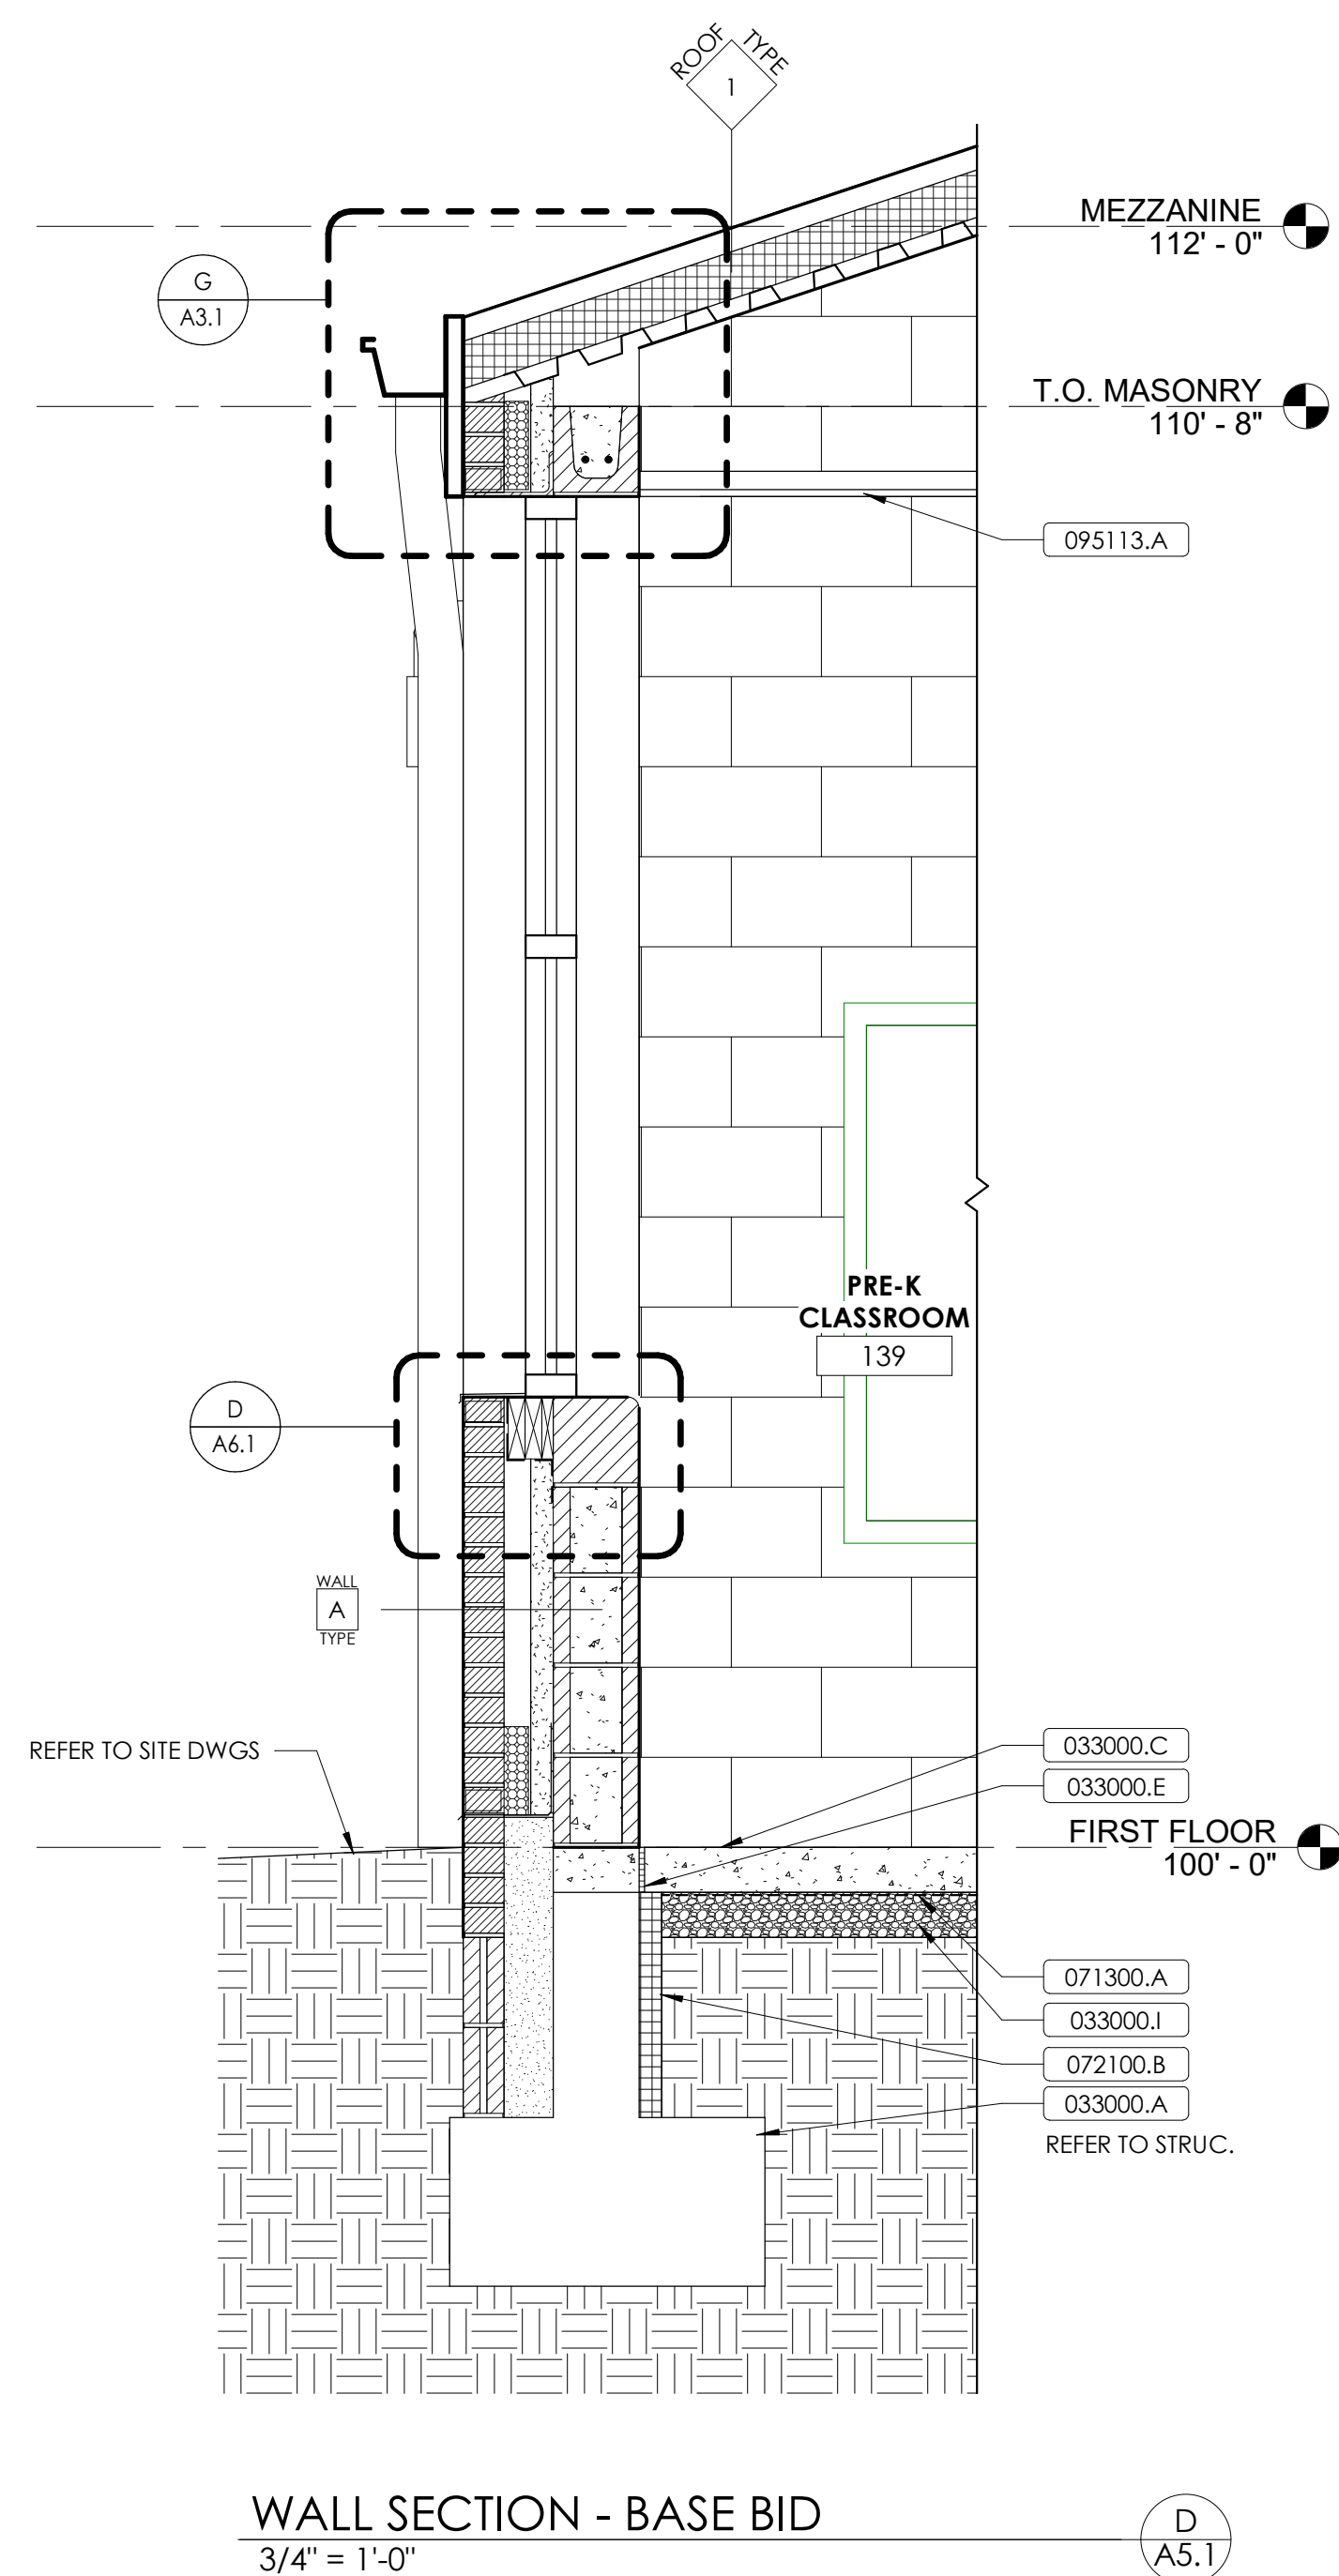 ROOF TYPE
1
MEZZANINE
112' - 0"
G
A3.1
T.O. MASONRY
110' - 8"
095113.A
PRE-K
CLASSROOM
139
D
A6.1
WALL
A
TYPE
REFER TO SITE DWGS
033000.C
033000.E
FIRST FLOOR
100' - 0"
071300.A
033000.I
072100.B
033000.A
REFER TO STRUC.
WALL SECTION - BASE BID
3/4" = 1'-0"
D
A5.1